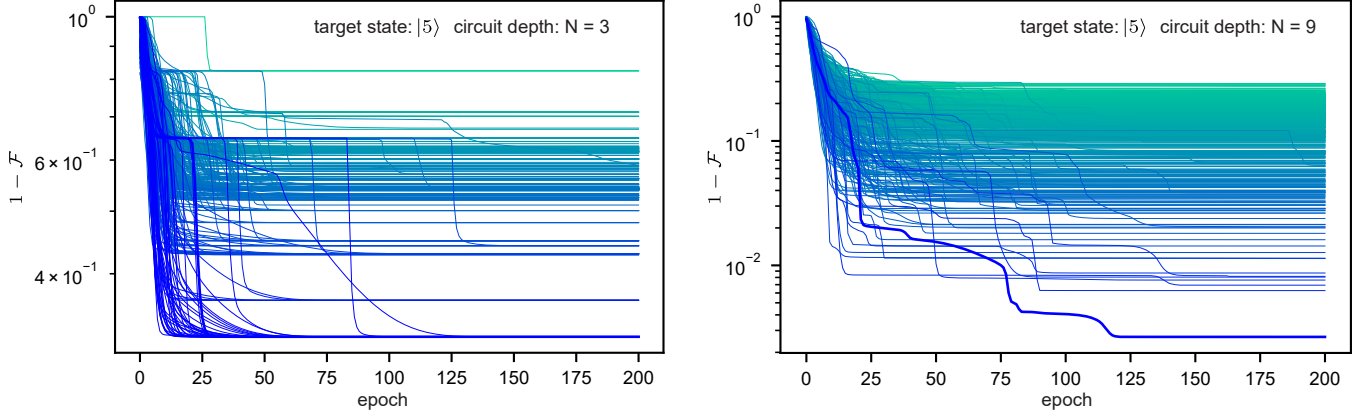 target state: |5⟩ circuit depth: N = 3
10⁰
6 × 10⁻¹
4 × 10⁻¹
1 − 𝓕
0 25 50 75 100 125 150 175 200
epoch
target state: |5⟩ circuit depth: N = 9
10⁰
10⁻¹
10⁻²
1 − 𝓕
0 25 50 75 100 125 150 175 200
epoch